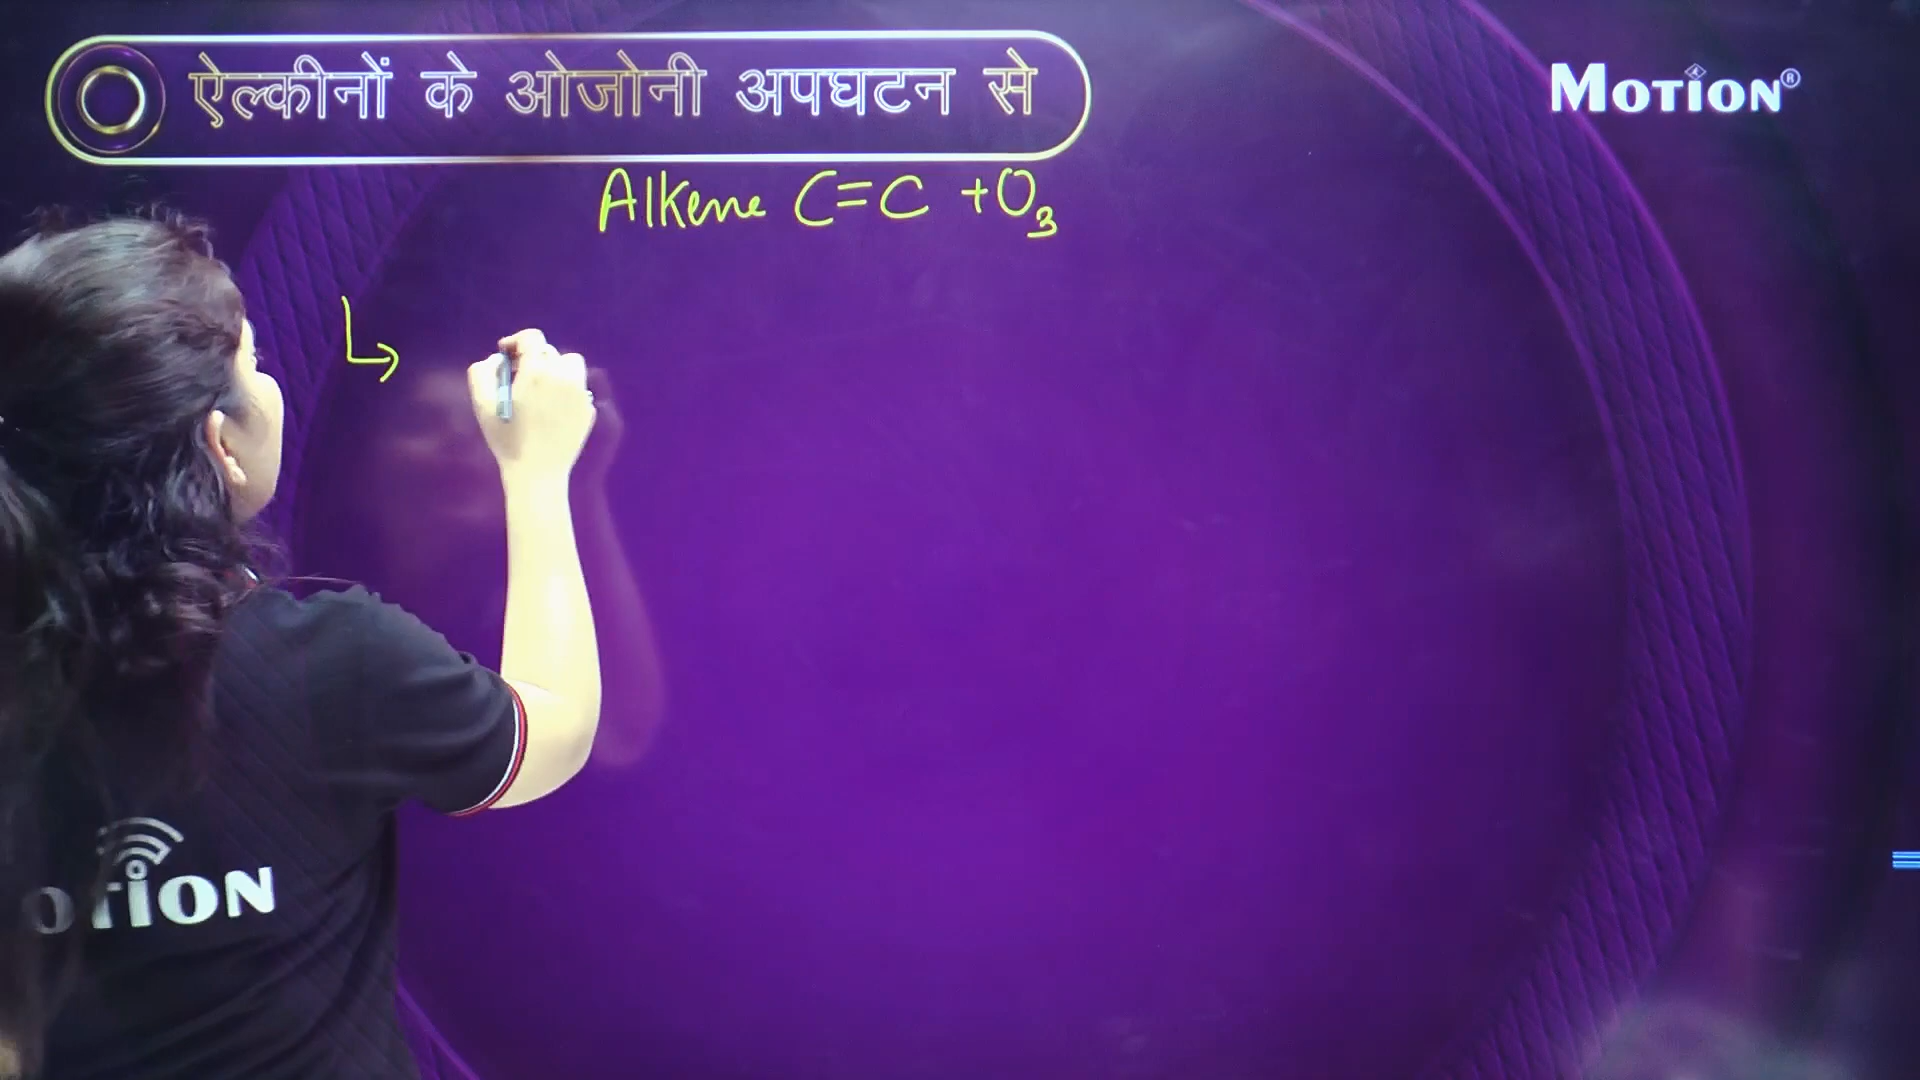 ऐल्कीनों के ओजोनी अपघटन से
MOTION®
Alkene C=C +O3
OTION